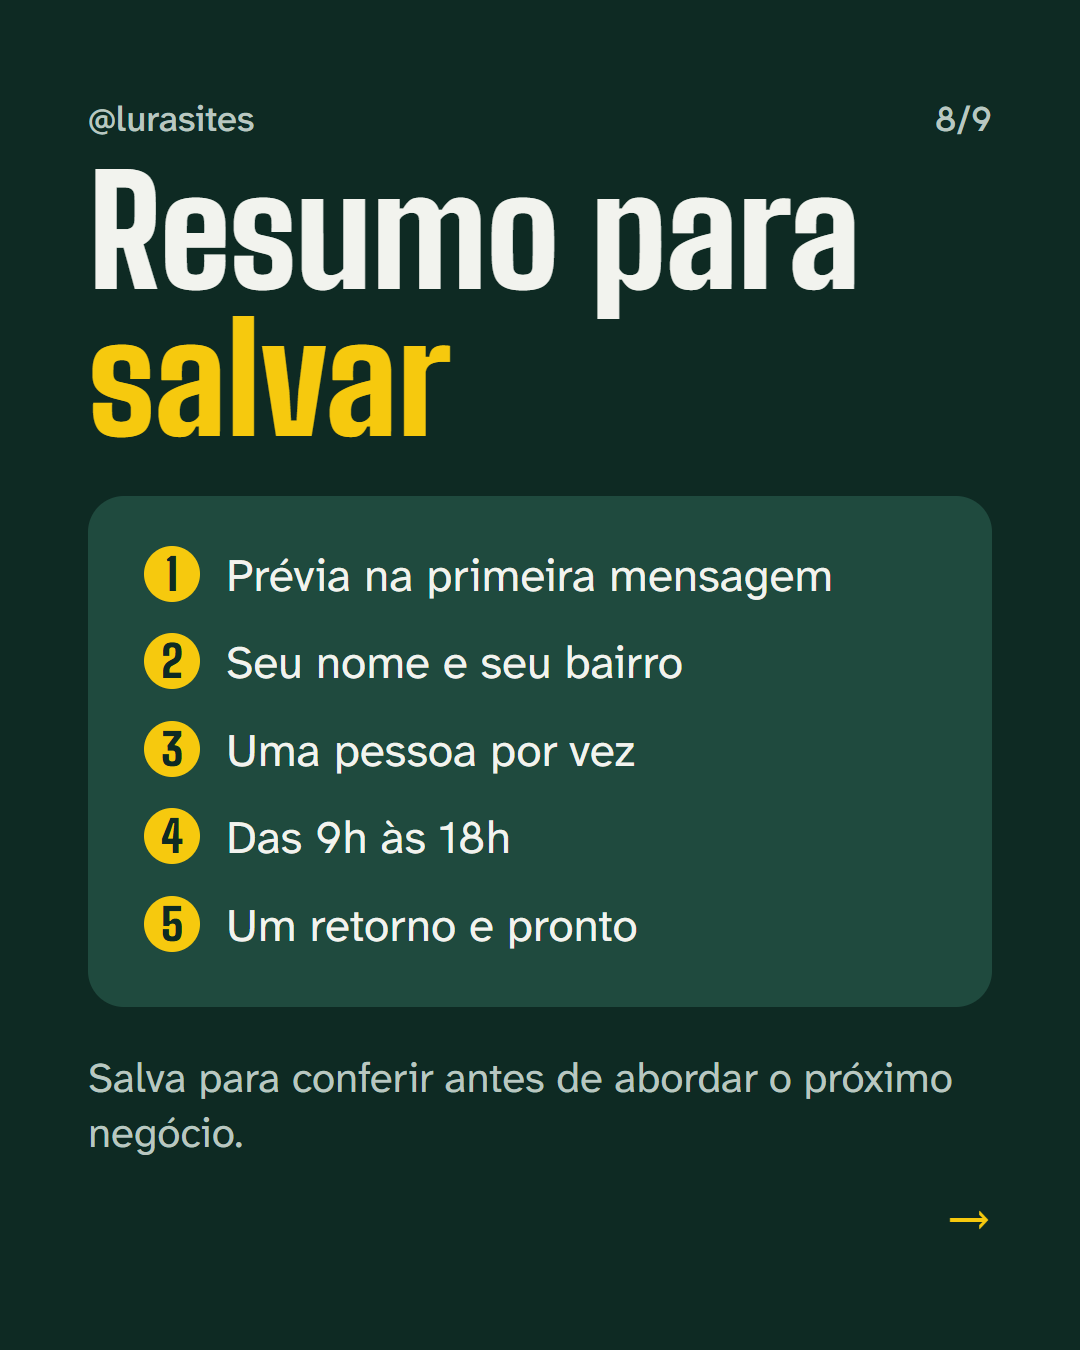 @lurasites
8/9
Resumo para
salvar
1 Prévia na primeira mensagem
2 Seu nome e seu bairro
3 Uma pessoa por vez
4 Das 9h às 18h
5 Um retorno e pronto
Salva para conferir antes de abordar o próximo
negócio.
→